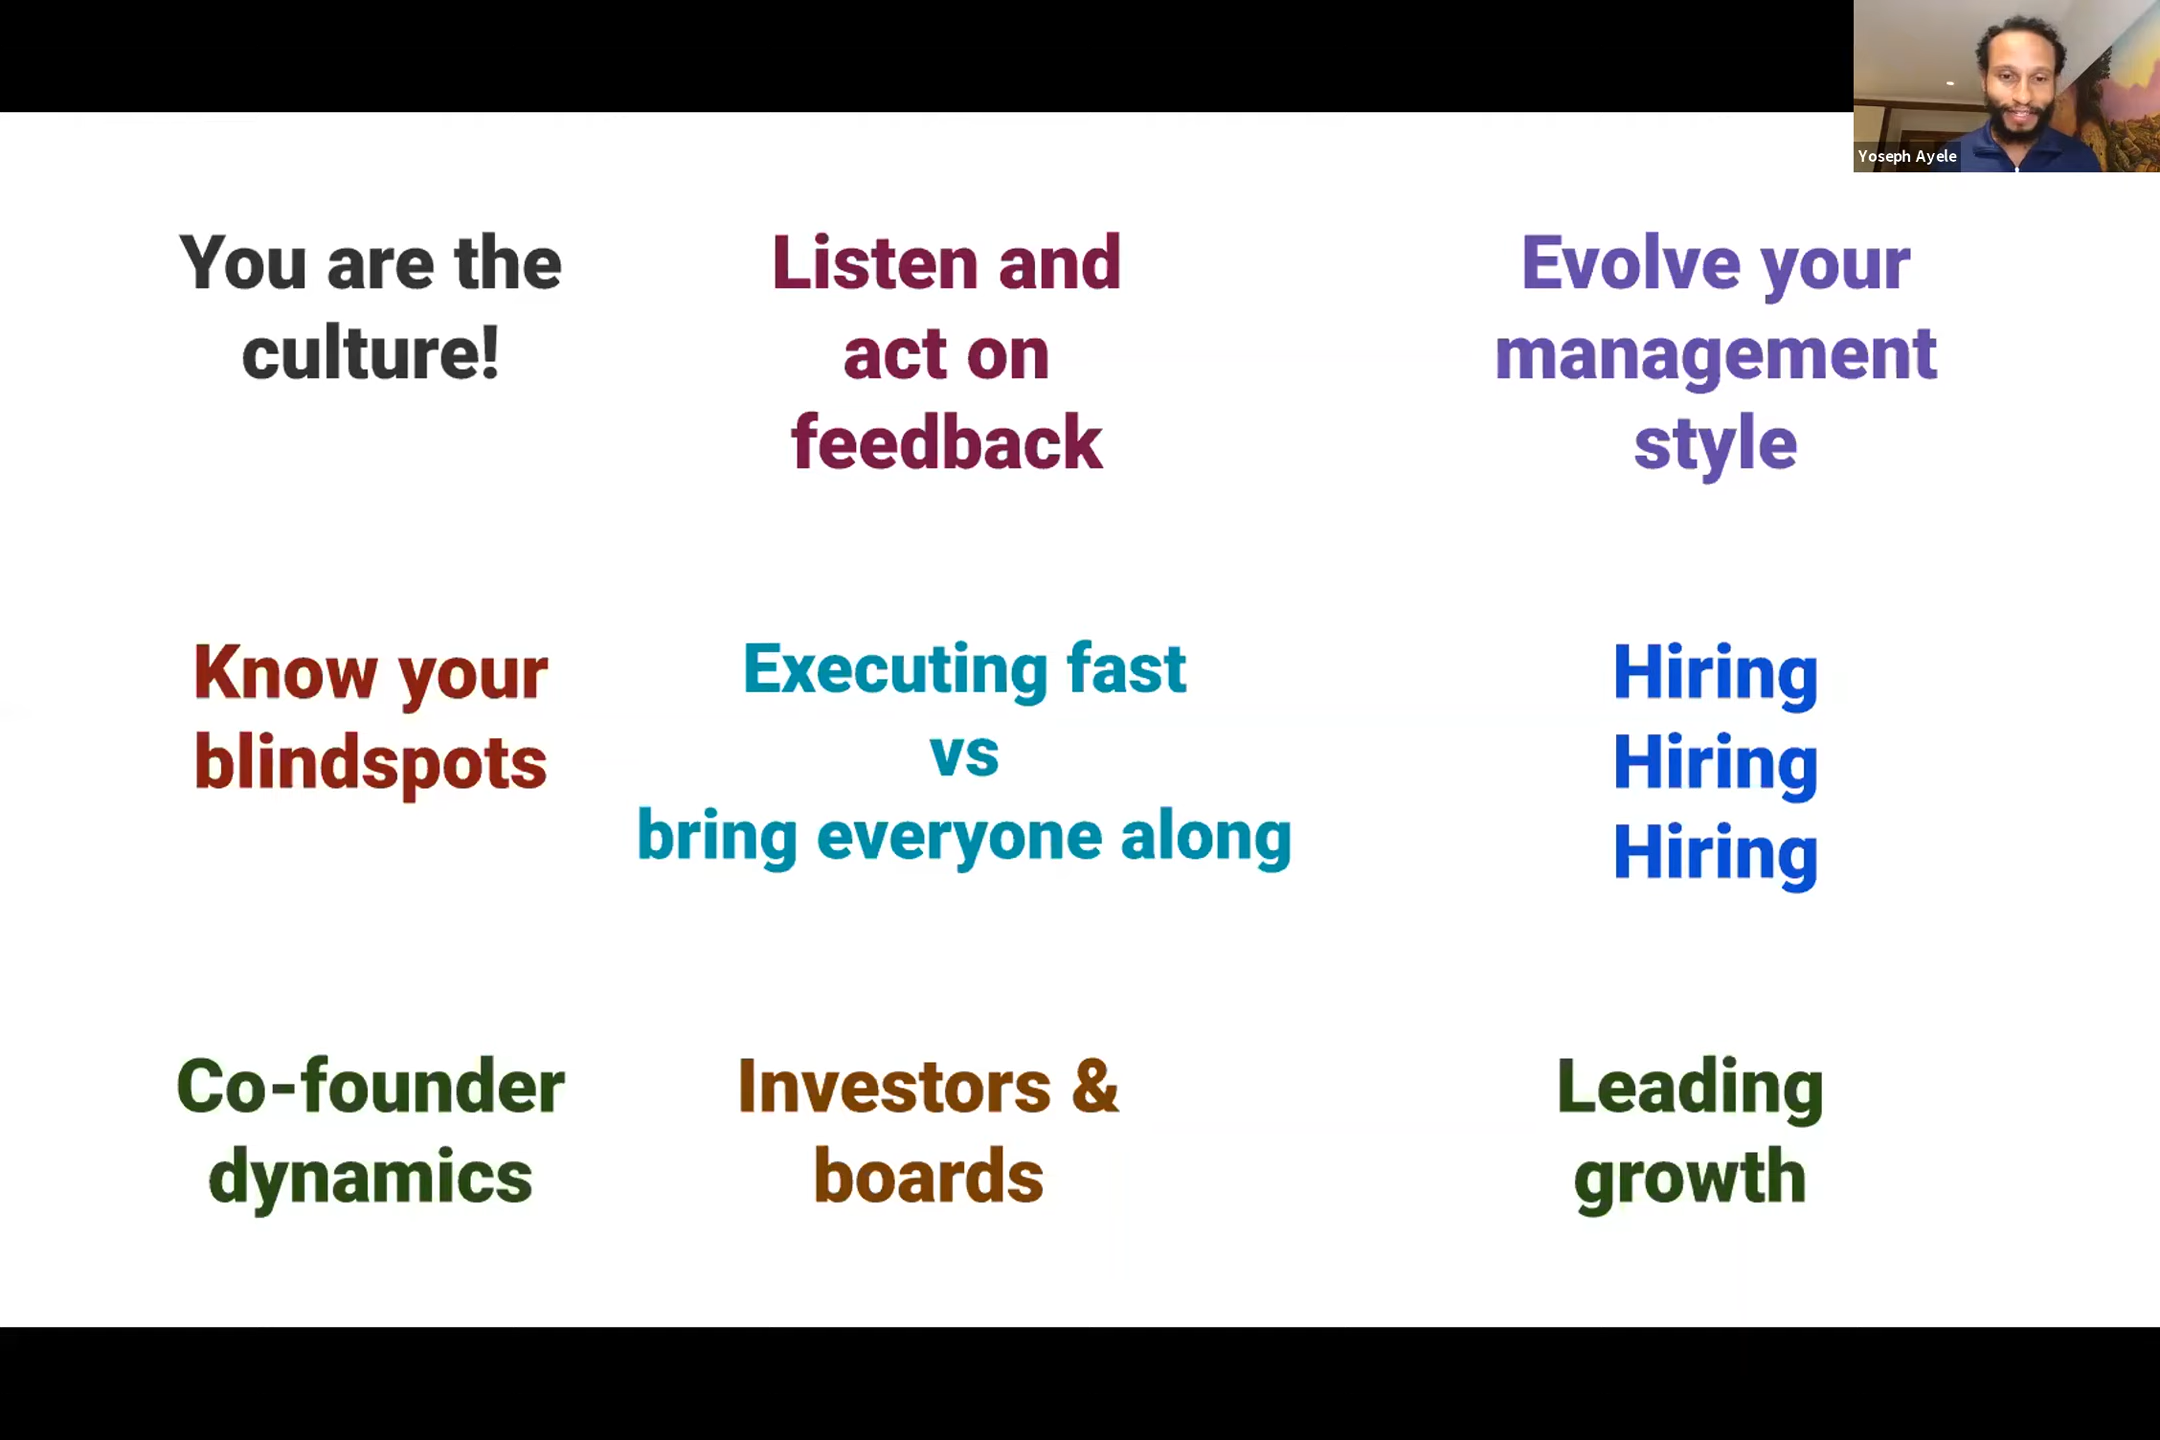 Yoseph Ayele
You are the
culture!
Listen and
act on
feedback
Evolve your
management
style
Know your
blindspots
Executing fast
vs
bring everyone along
Hiring
Hiring
Hiring
Co-founder
dynamics
Investors &
boards
Leading
growth